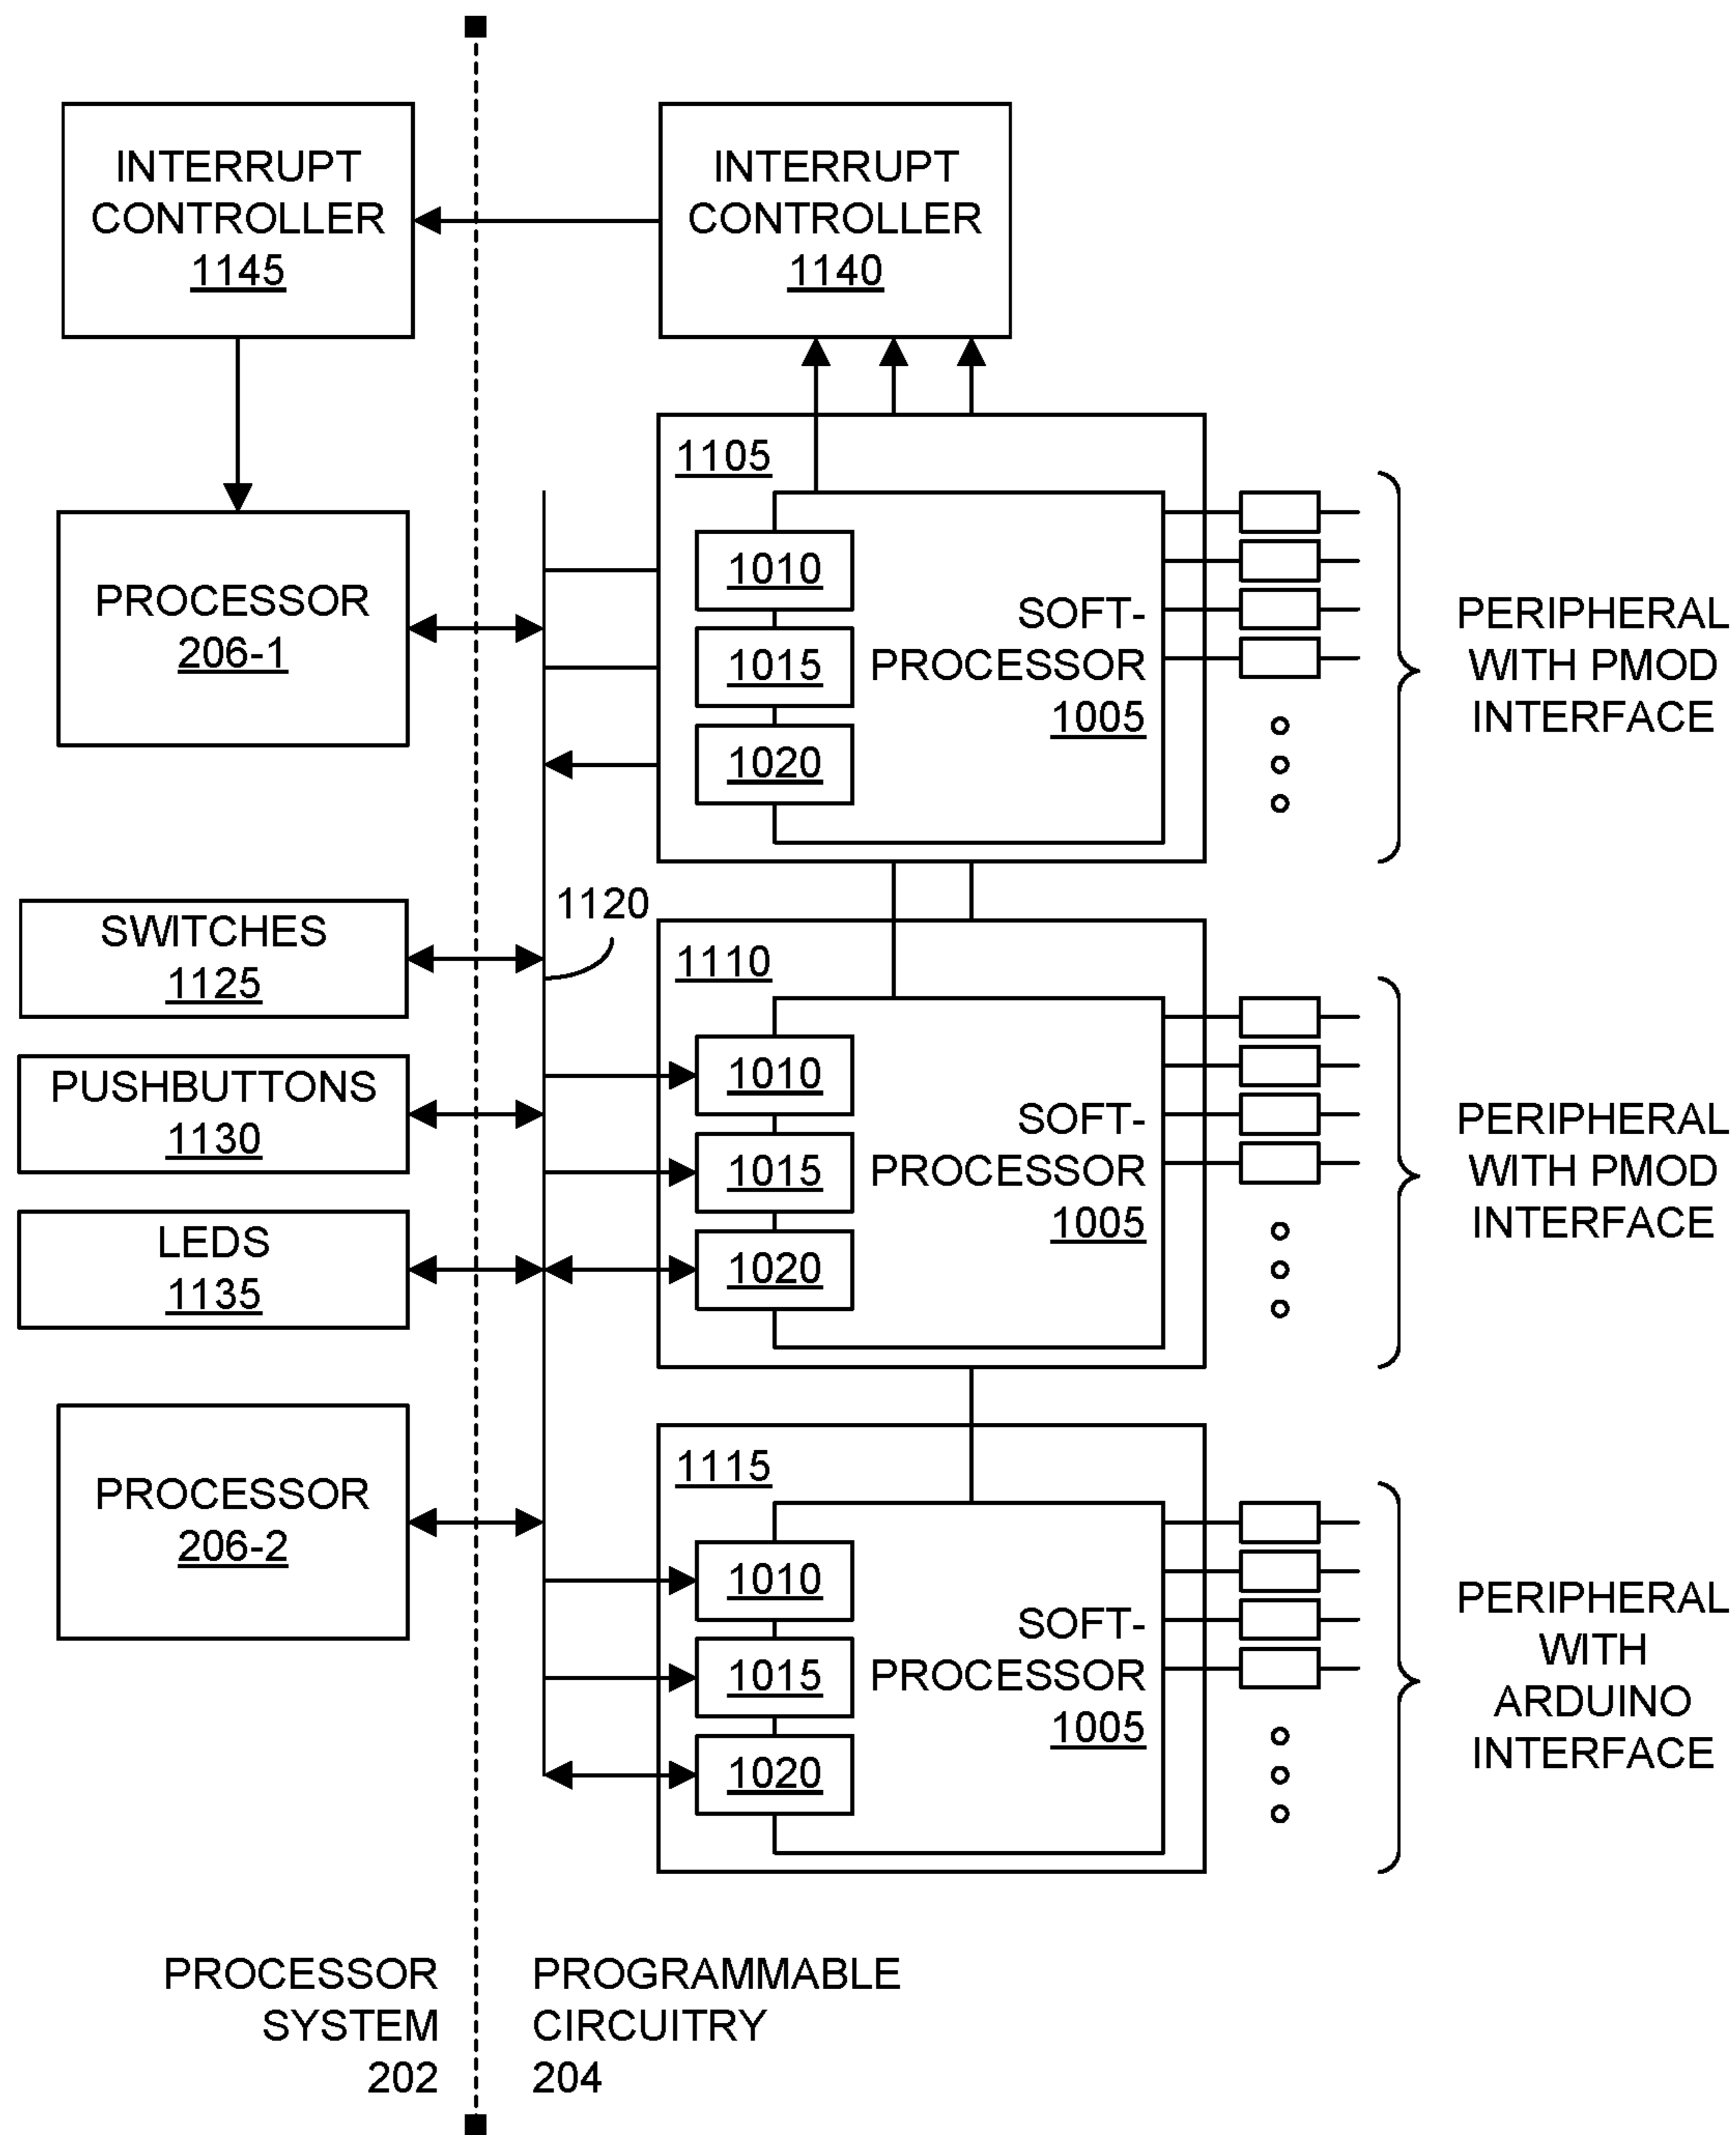 INTERRUPT
CONTROLLER
1145
INTERRUPT
CONTROLLER
1140
PROCESSOR
206-1
1105
1010
1015
1020
SOFT-
PROCESSOR
1005
PERIPHERAL
WITH PMOD
INTERFACE
1120
SWITCHES
1125
PUSHBUTTONS
1130
LEDS
1135
1110
1010
1015
1020
SOFT-
PROCESSOR
1005
PERIPHERAL
WITH PMOD
INTERFACE
PROCESSOR
206-2
1115
1010
1015
1020
SOFT-
PROCESSOR
1005
PERIPHERAL
WITH
ARDUINO
INTERFACE
PROCESSOR
SYSTEM
202
PROGRAMMABLE
CIRCUITRY
204